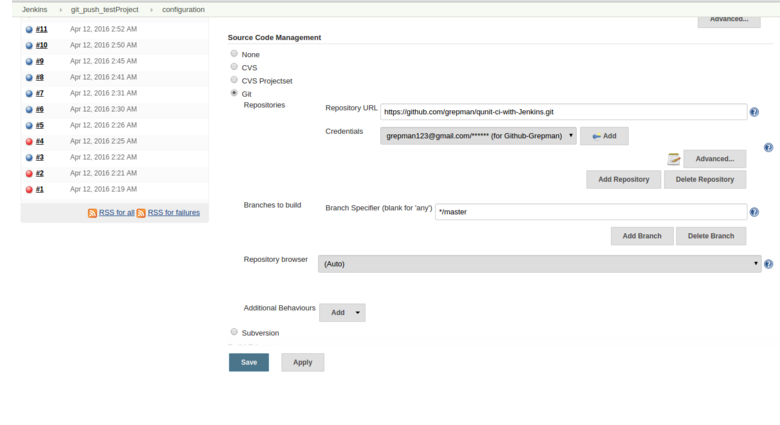 Jenkins › git_push_testProject › configuration
#11 Apr 12, 2016 2:52 AM
#10 Apr 12, 2016 2:50 AM
#9 Apr 12, 2016 2:45 AM
#8 Apr 12, 2016 2:41 AM
#7 Apr 12, 2016 2:31 AM
#6 Apr 12, 2016 2:30 AM
#5 Apr 12, 2016 2:26 AM
#4 Apr 12, 2016 2:25 AM
#3 Apr 12, 2016 2:22 AM
#2 Apr 12, 2016 2:21 AM
#1 Apr 12, 2016 2:19 AM
RSS for all RSS for failures
Advanced...
Source Code Management
None
CVS
CVS Projectset
Git
Repositories
Repository URL https://github.com/grepman/qunit-ci-with-Jenkins.git
Credentials grepman123@gmail.com/****** (for Github-Grepman) Add
Advanced...
Add Repository Delete Repository
Branches to build
Branch Specifier (blank for 'any') */master
Add Branch Delete Branch
Repository browser (Auto)
Additional Behaviours Add
Subversion
Save Apply